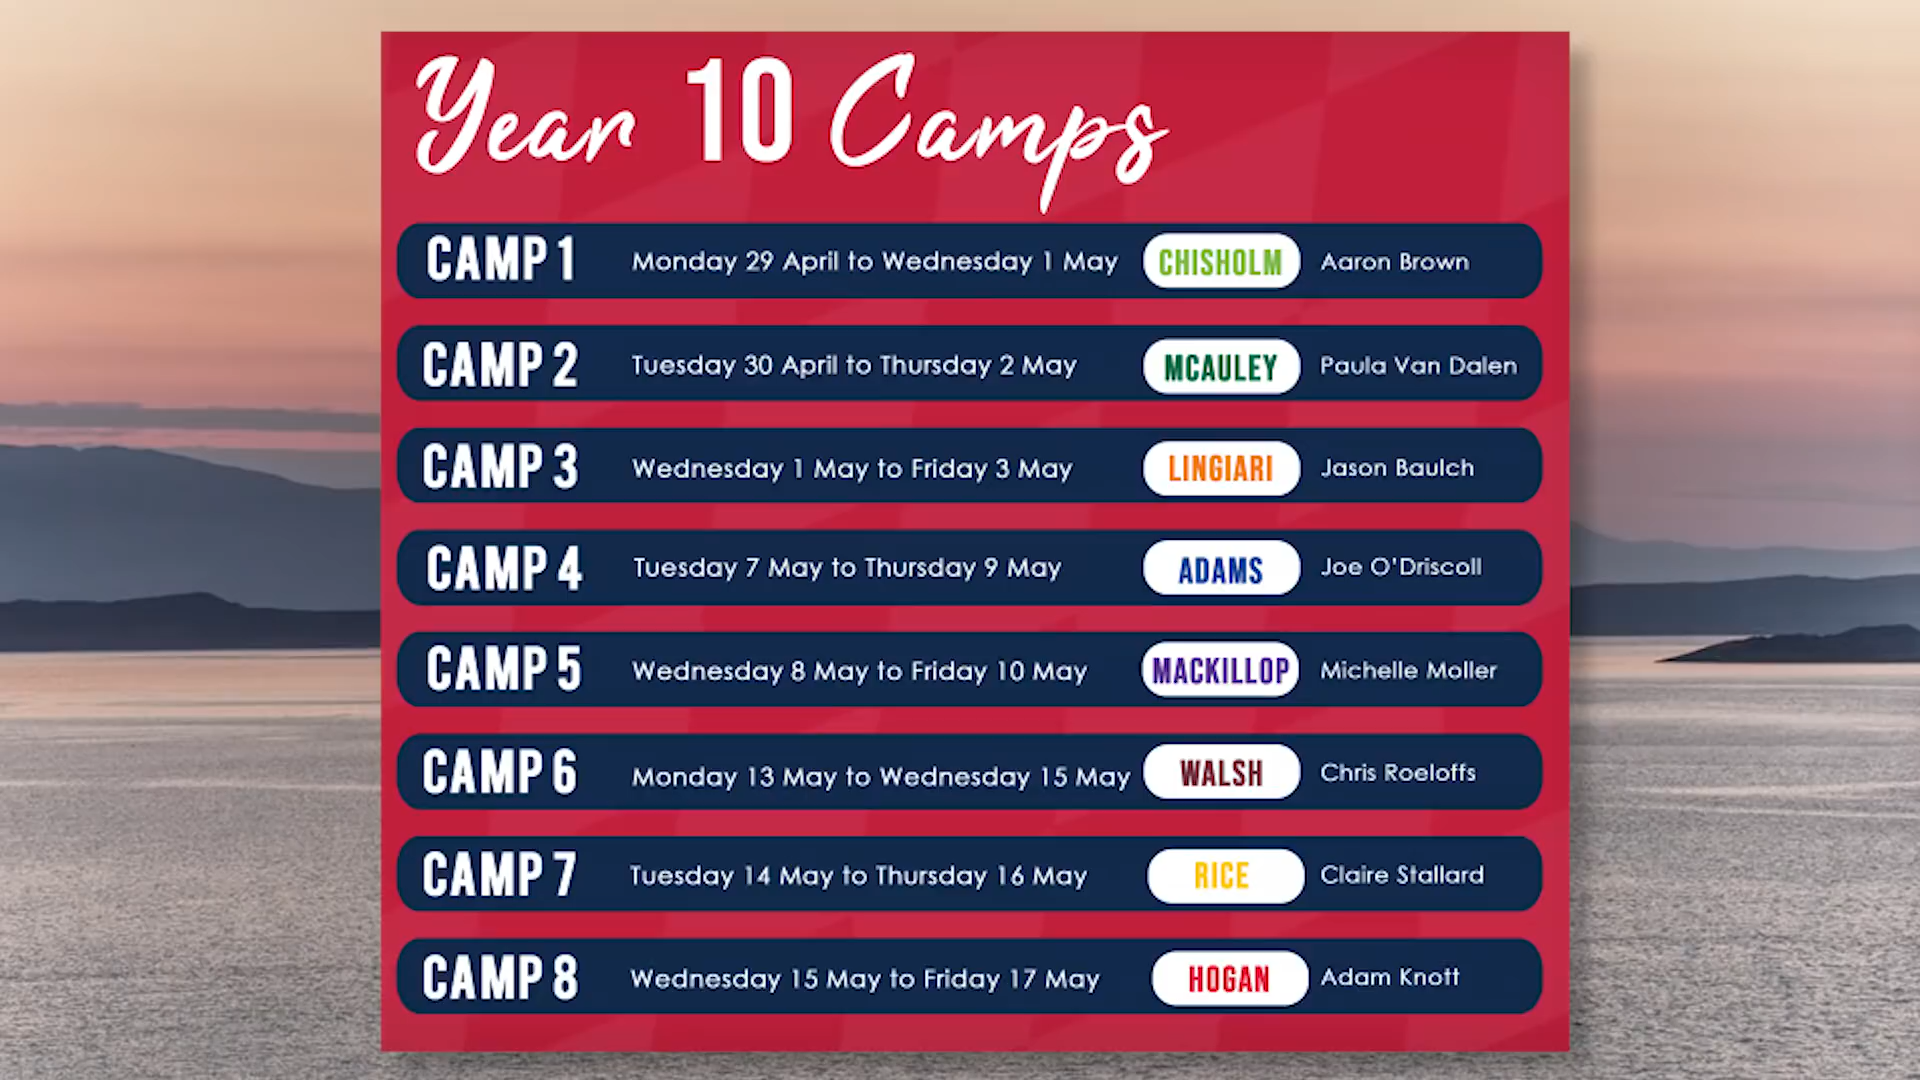 Year 10 Camps
CAMP 1 Monday 29 April to Wednesday 1 May CHISHOLM Aaron Brown
CAMP 2 Tuesday 30 April to Thursday 2 May MCAULEY Paula Van Dalen
CAMP 3 Wednesday 1 May to Friday 3 May LINGIARI Jason Baulch
CAMP 4 Tuesday 7 May to Thursday 9 May ADAMS Joe O'Driscoll
CAMP 5 Wednesday 8 May to Friday 10 May MACKILLOP Michelle Moller
CAMP 6 Monday 13 May to Wednesday 15 May WALSH Chris Roeloffs
CAMP 7 Tuesday 14 May to Thursday 16 May RICE Claire Stallard
CAMP 8 Wednesday 15 May to Friday 17 May HOGAN Adam Knott